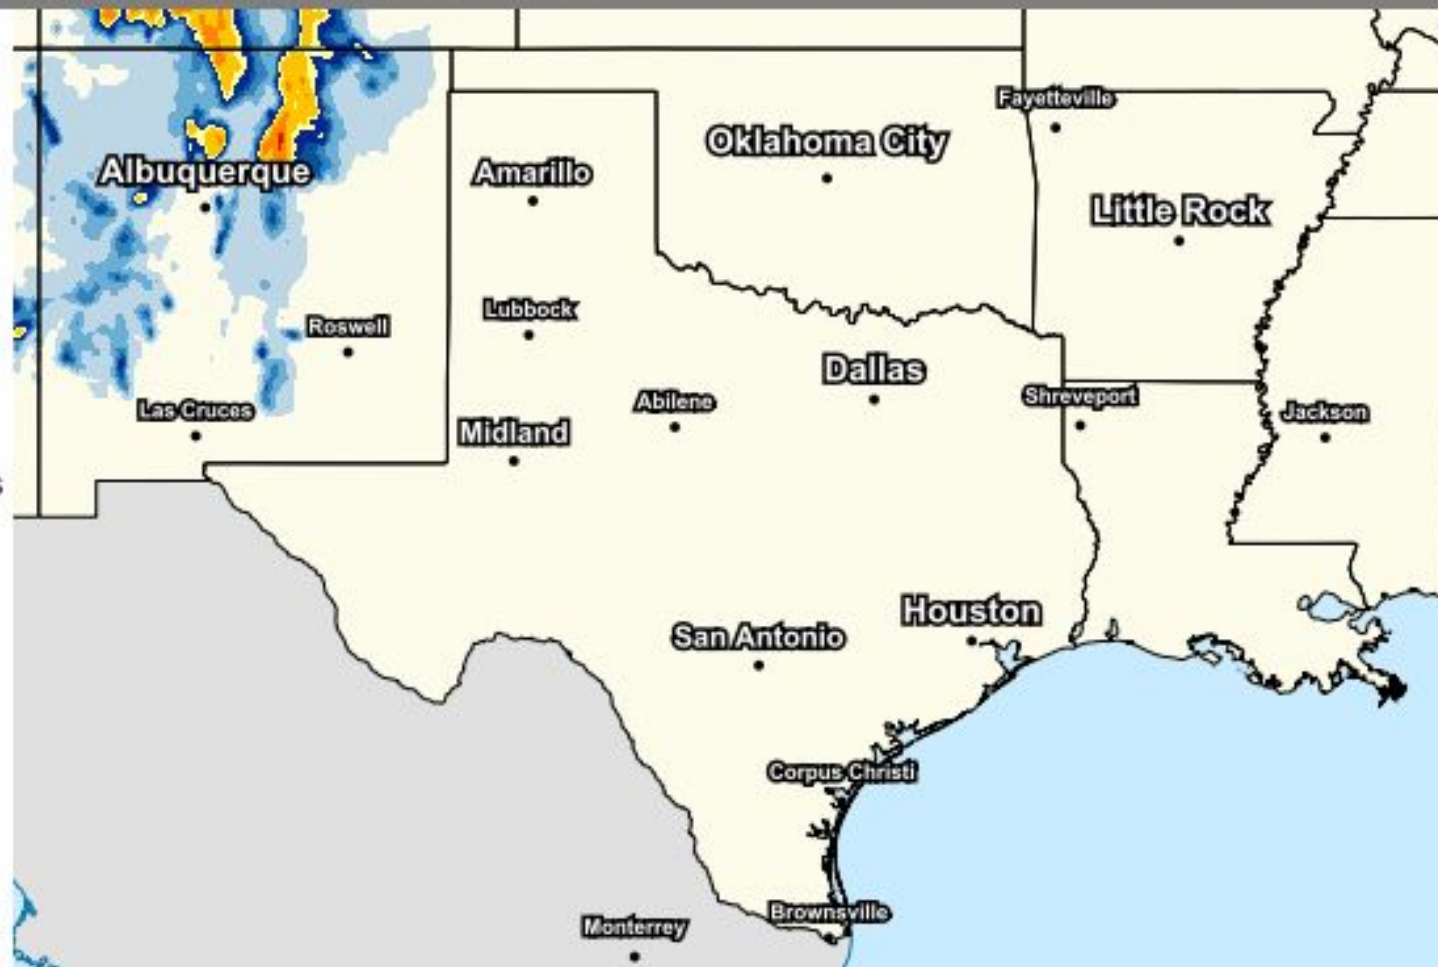 Fayetteville
Oklahoma City
Albuquerque
Amarillo
Little Rock
Lubbock
Roswell
Dallas
Shreveport
Abilene
Las Cruces
Jackson
Midland
Houston
San Antonio
Corpus Christi
Brownsville
Monterrey